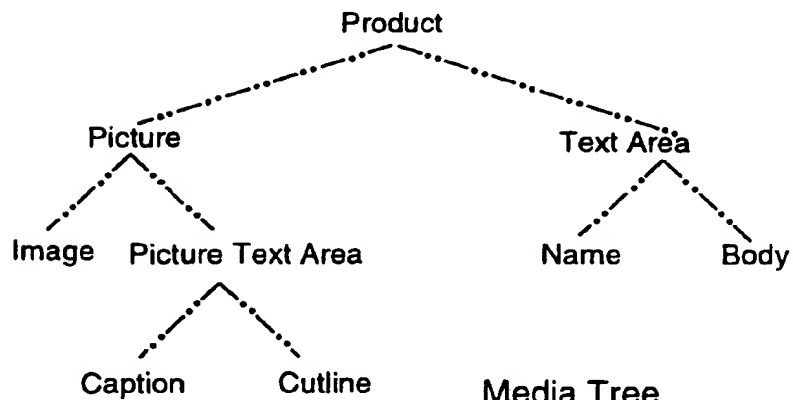 Product
Picture Text Area
Image Picture Text Area Name Body
Caption Cutline
Media Tree